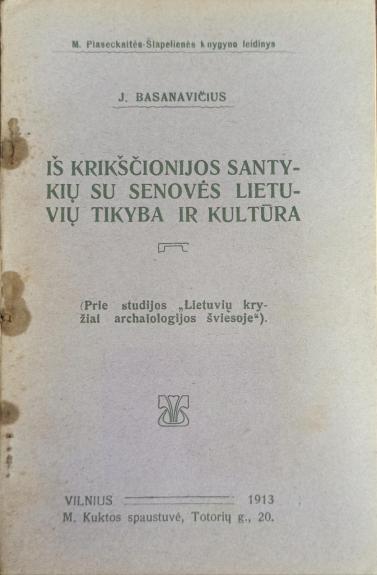 M. Piaseckaitės-Šlapelienės knygyno leidinys
J. BASANAVIČIUS
IŠ KRIKŠČIONIJOS SANTY-
KIŲ SU SENOVĖS LIETU-
VIŲ TIKYBA IR KULTŪRA
(Prie studijos „Lietuvių kry-
žiai archaiologijos šviesoje“).
VILNIUS 1913
M. Kuktos spaustuvė, Totorių g., 20.